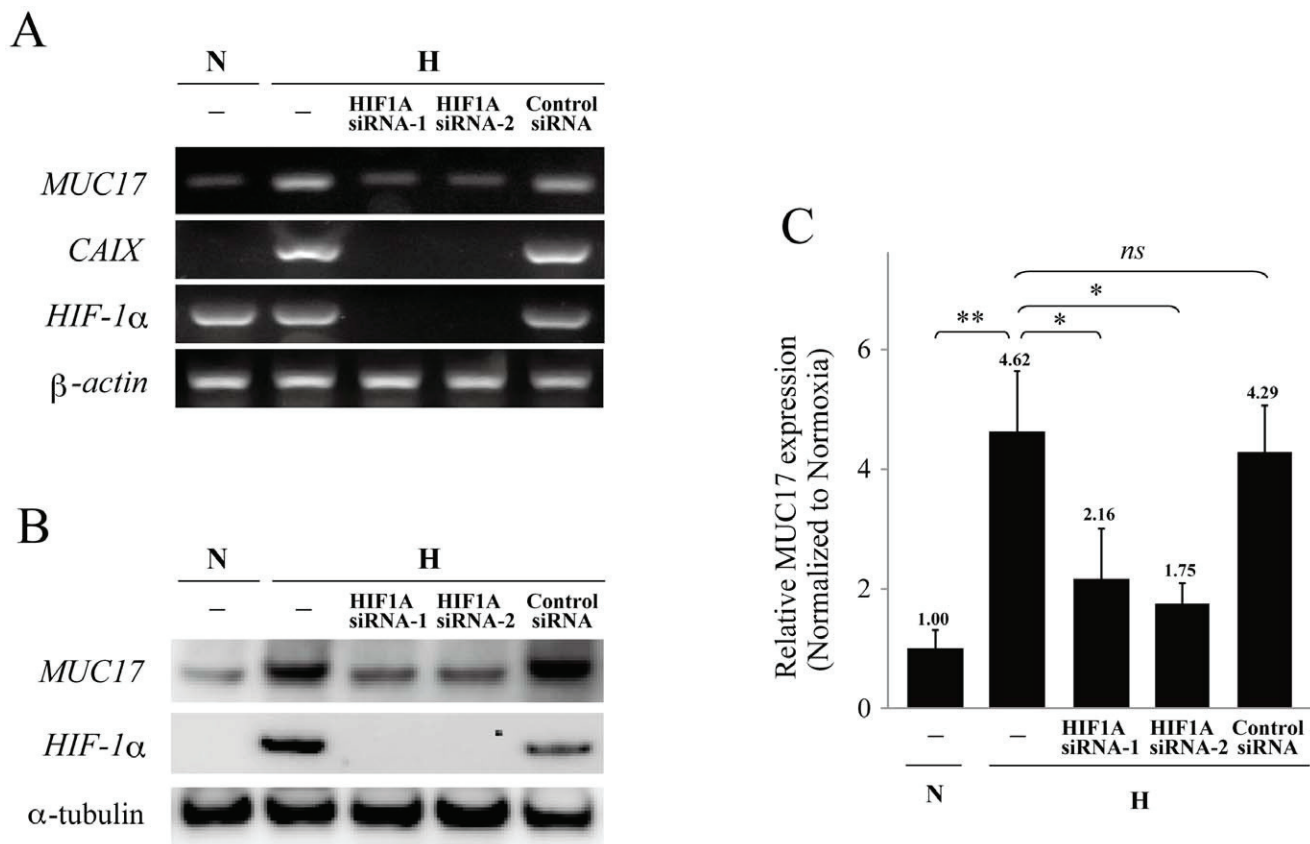 A
N H
– – HIF1A HIF1A Control
siRNA-1 siRNA-2 siRNA
MUC17
CAIX
HIF-1α
β-actin
B
N H
– – HIF1A HIF1A Control
siRNA-1 siRNA-2 siRNA
MUC17
HIF-1α
α-tubulin
C
Relative MUC17 expression
(Normalized to Normoxia)
6
4
2
0
ns
*
** *
1.00
4.62
2.16
1.75
4.29
– – HIF1A HIF1A Control
siRNA-1 siRNA-2 siRNA
N H